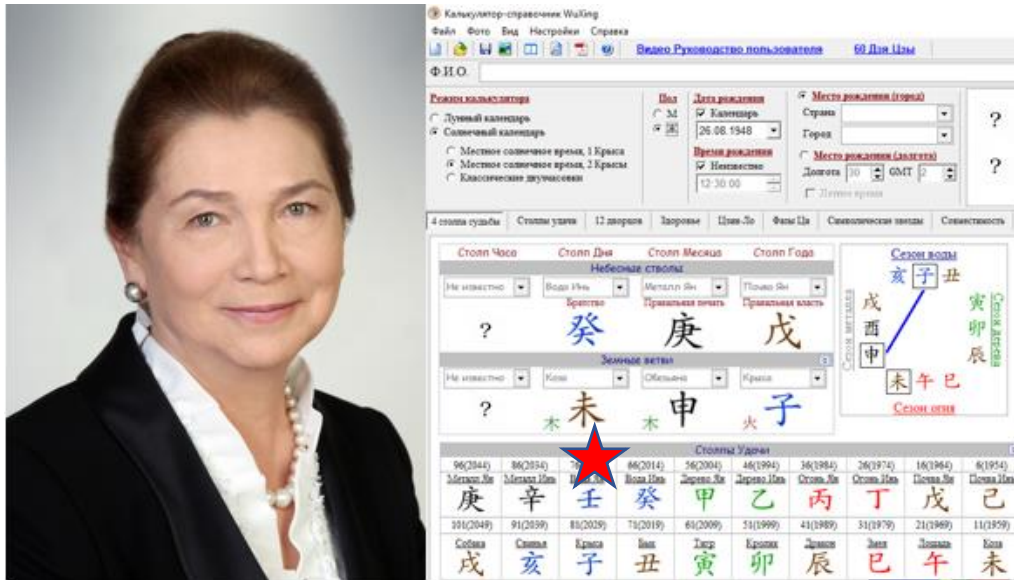 Калькулятор-справочник WuXing
Файл Фото Вид Настройки Справка
Видео Руководство пользователя 60 Дзя Цзы
Ф.И.О.
Режим калькулятора
Лунный календарь
Солнечный календарь
Местное солнечное время, 1 Крыса
Местное солнечное время, 2 Крысы
Классические двухчасовки
Пол
М
Ж
Дата рождения
Календарь
26.08.1948
Время рождения
Неизвестно
12:30:00
Место рождения (город)
Страна
Город
Место рождения (долгота)
Долгота 30 GMT 2
Летнее время
?
?
4 столпа судьбы Столпы удачи 12 дворцов Здоровье Цзян-Ло Фазы Ци Символические звезды Совместимость
Столп Часа Столп Дня Столп Месяца Столп Года
Небесные стволы
Не известно Вода Инь Металл Ян Почва Ян
Братство Правильная печать Правильная власть
? 癸 庚 戊
Земные ветви
Не известно Коза Обезьяна Крыса
? 木 未 木 申 火 子
Сезон воды
亥 子 丑
Сезон металла
戌
酉
申
寅
卯
辰
Сезон дерева
未 午 巳
Сезон огня
Столпы Удачи
96(2044) 86(2034) 66(2014) 56(2004) 46(1994) 36(1984) 26(1974) 16(1964) 6(1954)
Металл Ян Металл Инь Вода Инь Дерево Ян Дерево Инь Огонь Ян Огонь Инь Почва Ян Почва Инь
庚 辛 壬 癸 甲 乙 丙 丁 戊 己
101(2049) 91(2039) 81(2029) 71(2019) 61(2009) 51(1999) 41(1989) 31(1979) 21(1969) 11(1959)
Собака Свинья Крыса Бык Тигр Кролик Дракон Змея Лошадь Коза
戌 亥 子 丑 寅 卯 辰 巳 午 未